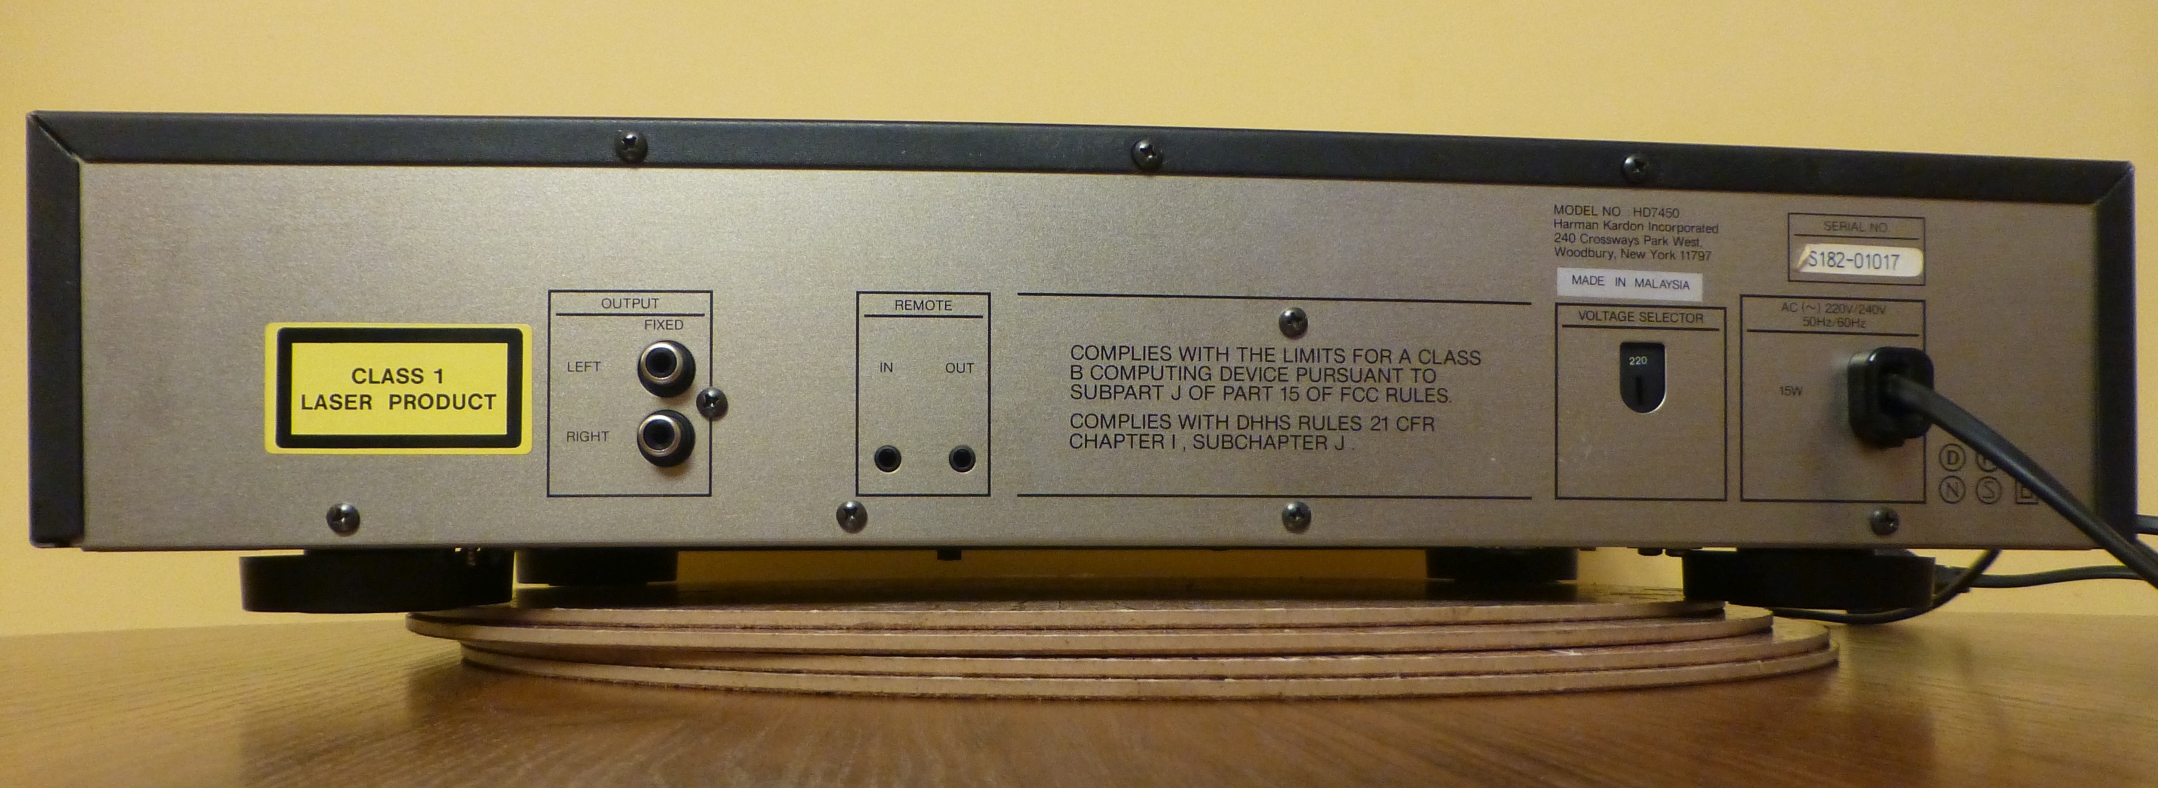 CLASS 1
LASER PRODUCT
OUTPUT
FIXED
LEFT
RIGHT
REMOTE
IN OUT
COMPLIES WITH THE LIMITS FOR A CLASS
B COMPUTING DEVICE PURSUANT TO
SUBPART J OF PART 15 OF FCC RULES.
COMPLIES WITH DHHS RULES 21 CFR
CHAPTER I, SUBCHAPTER J.
MODEL NO : HD7450
Harman Kardon Incorporated
240 Crossways Park West,
Woodbury, New York 11797
MADE IN MALAYSIA
VOLTAGE SELECTOR
220
SERIAL NO.
S182-01017
AC (~) 220V/240V
50Hz/60Hz
15W
D
N S